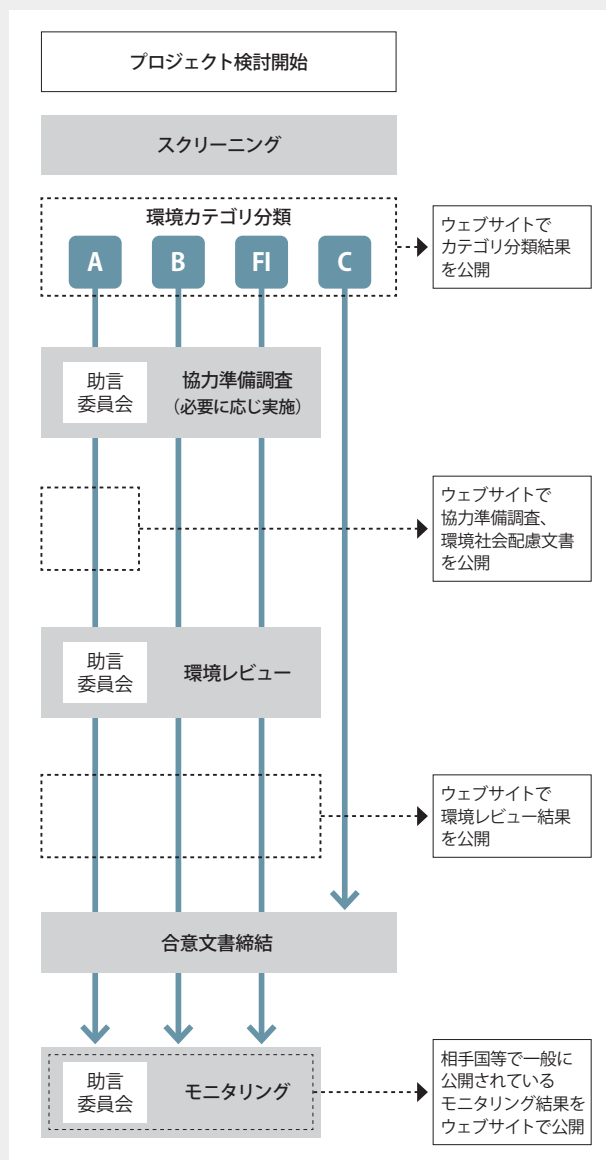 プロジェクト検討開始
スクリーニング
環境カテゴリ分類
A B FI C
ウェブサイトで
カテゴリ分類結果
を公開
助言
委員会
協力準備調査
（必要に応じ実施）
ウェブサイトで
協力準備調査、
環境社会配慮文書
を公開
助言
委員会
環境レビュー
ウェブサイトで
環境レビュー結果
を公開
合意文書締結
助言
委員会
モニタリング
相手国等で一般に
公開されている
モニタリング結果を
ウェブサイトで公開